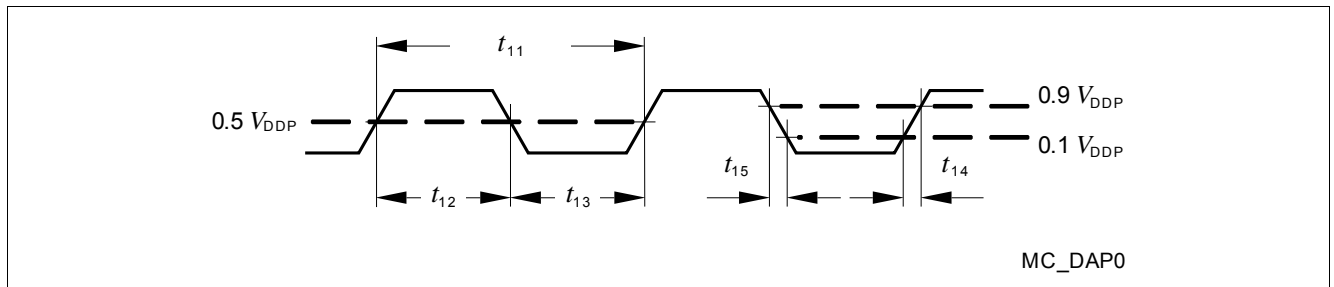 t11
0.5 VDDP
0.9 VDDP
0.1 VDDP
t15
t14
t12
t13
MC_DAP0